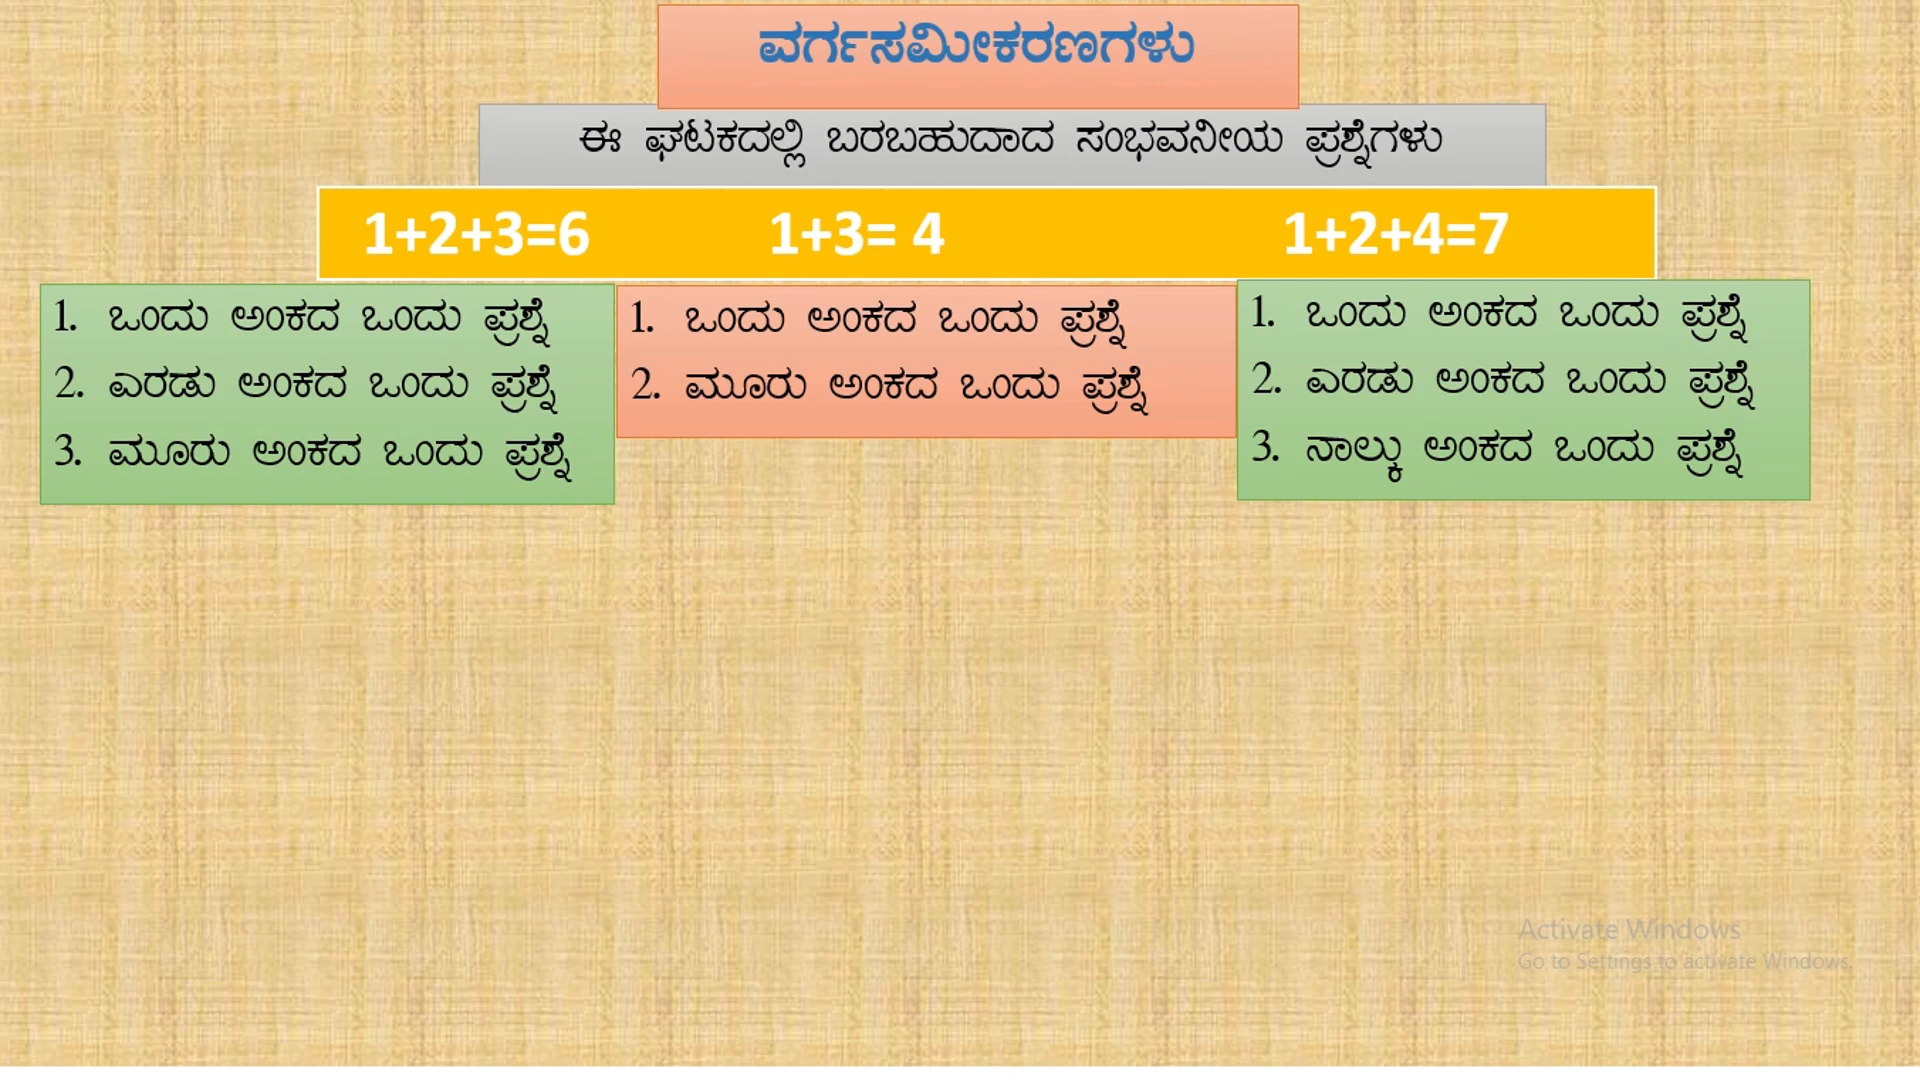 ವರ್ಗಸಮೀಕರಣಗಳು
ಈ ಘಟಕದಲ್ಲಿ ಬರಬಹುದಾದ ಸಂಭವನೀಯ ಪ್ರಶ್ನೆಗಳು
1+2+3=6 1+3= 4 1+2+4=7
1. ಒಂದು ಅಂಕದ ಒಂದು ಪ್ರಶ್ನೆ
2. ಎರಡು ಅಂಕದ ಒಂದು ಪ್ರಶ್ನೆ
3. ಮೂರು ಅಂಕದ ಒಂದು ಪ್ರಶ್ನೆ
1. ಒಂದು ಅಂಕದ ಒಂದು ಪ್ರಶ್ನೆ
2. ಮೂರು ಅಂಕದ ಒಂದು ಪ್ರಶ್ನೆ
1. ಒಂದು ಅಂಕದ ಒಂದು ಪ್ರಶ್ನೆ
2. ಎರಡು ಅಂಕದ ಒಂದು ಪ್ರಶ್ನೆ
3. ನಾಲ್ಕು ಅಂಕದ ಒಂದು ಪ್ರಶ್ನೆ
Activate Windows
Go to Settings to activate Windows.